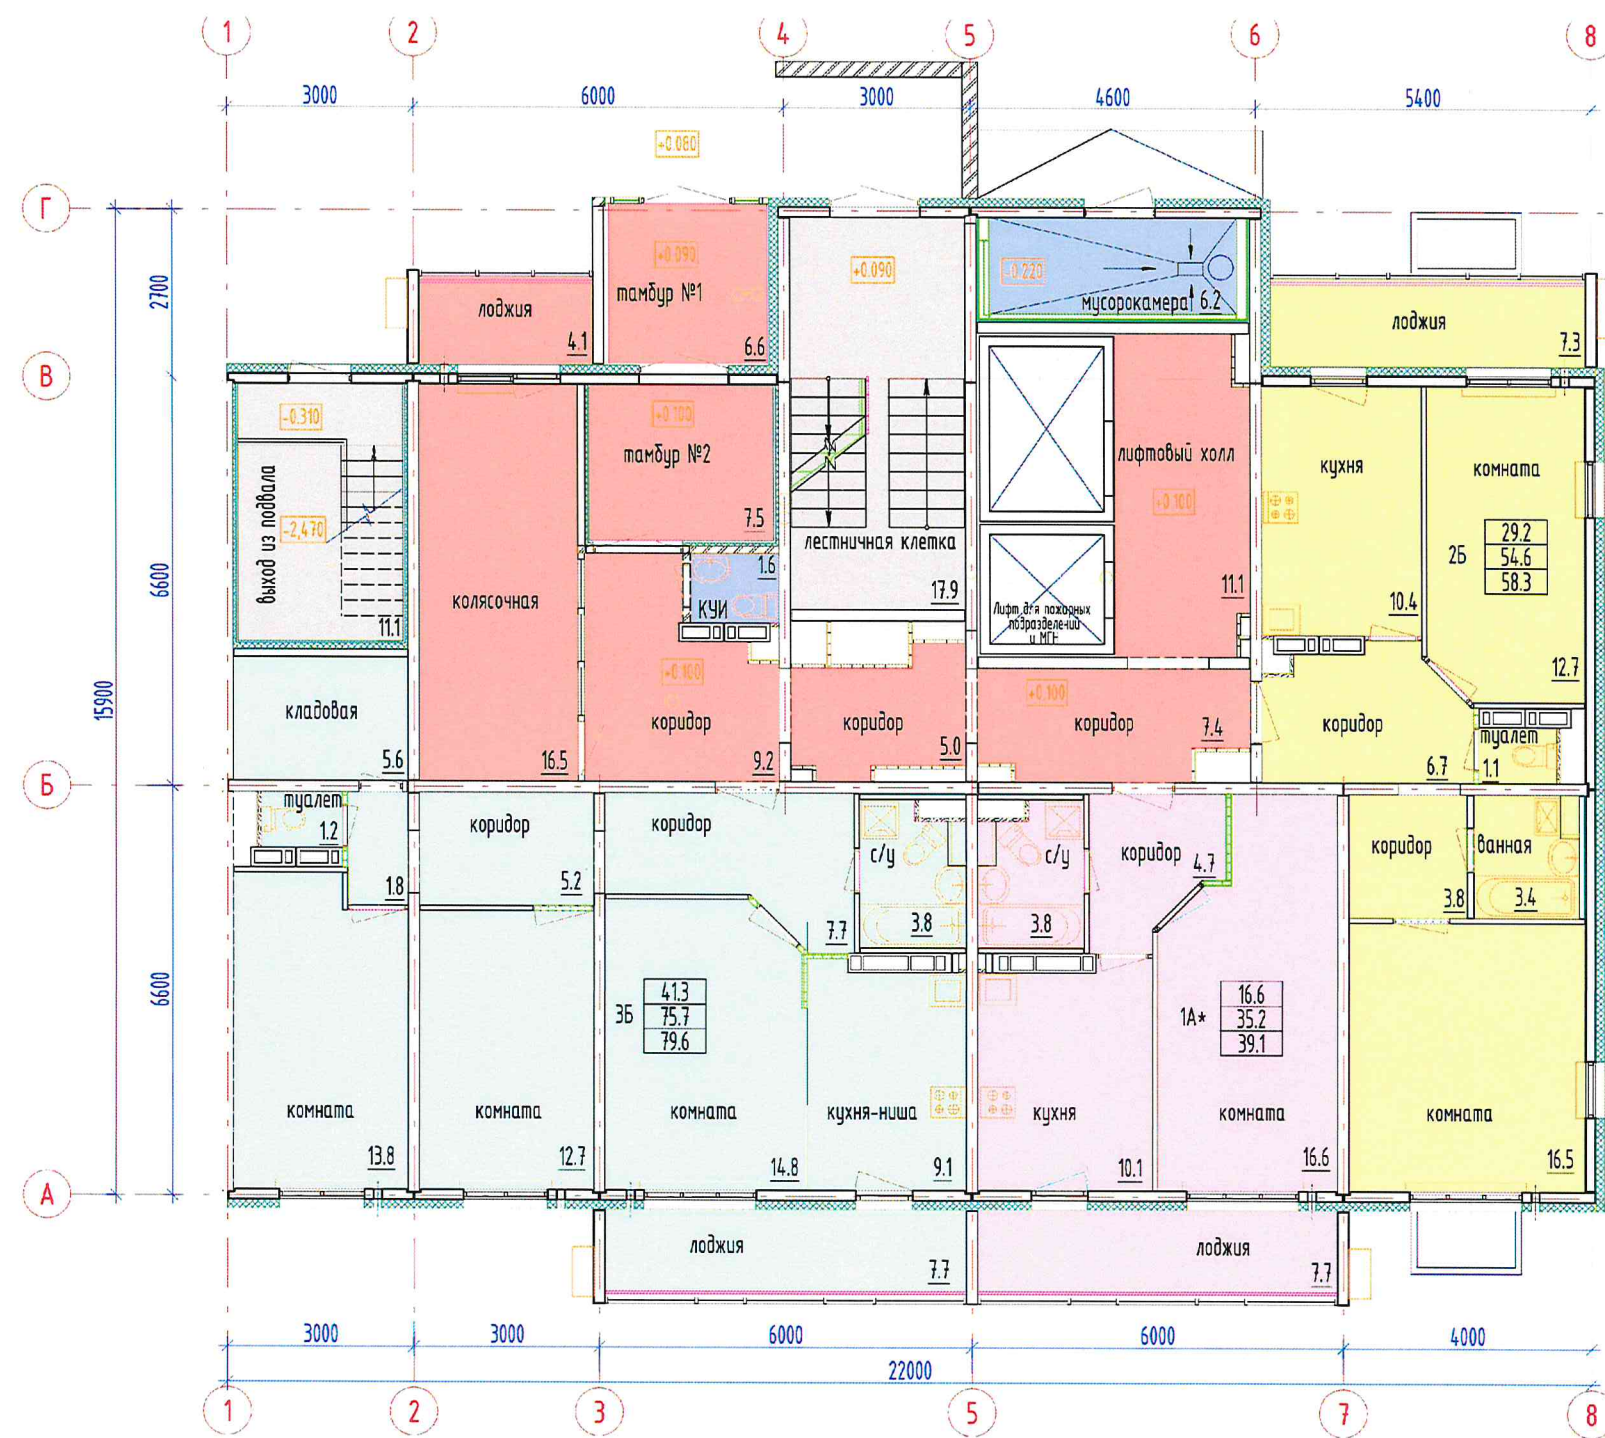 1 2 4 5 6 8
3000 6000 3000 4600 5400
+0.080
Г
+0.090
+0.090
-0.220
2700
тамбур №1
мусорокамера 6.2
лоджия
4.1
6.6
лоджия
7.3
В
-0.310
+0.100
тамбур №2
7.5
лифтовый холл
+0.100
кухня
комната
выход из подвала
-2,470
11.1
колясочная
16.5
1.6
КУИ
лестничная клетка
17.9
Лифт для пожарных
подразделений
и МГН
11.1
10.4
2Б
29.2
54.6
58.3
12.7
6600
15900
кладовая
5.6
+0.100
коридор
9.2
коридор
5.0
+0.100
коридор
7.4
коридор
6.7
туалет
1.1
Б
туалет
1.2
1.8
коридор
5.2
коридор
7.7
с/у
3.8
с/у
3.8
коридор
4.7
коридор
3.8
ванная
3.4
6600
3Б
41.3
75.7
79.6
1А*
16.6
35.2
39.1
комната
13.8
комната
12.7
комната
14.8
кухня-ниша
9.1
кухня
10.1
комната
16.6
комната
16.5
А
лоджия
7.7
лоджия
7.7
3000 3000 6000 6000 4000
22000
1 2 3 5 7 8